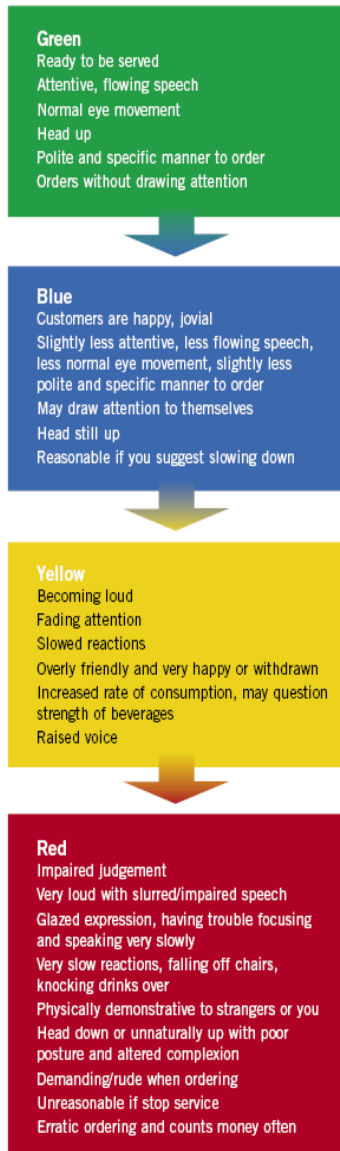 Green
Ready to be served
Attentive, flowing speech
Normal eye movement
Head up
Polite and specific manner to order
Orders without drawing attention
Blue
Customers are happy, jovial
Slightly less attentive, less flowing speech,
less normal eye movement, slightly less
polite and specific manner to order
May draw attention to themselves
Head still up
Reasonable if you suggest slowing down
Yellow
Becoming loud
Fading attention
Slowed reactions
Overly friendly and very happy or withdrawn
Increased rate of consumption, may question
strength of beverages
Raised voice
Red
Impaired judgement
Very loud with slurred/impaired speech
Glazed expression, having trouble focusing
and speaking very slowly
Very slow reactions, falling off chairs,
knocking drinks over
Physically demonstrative to strangers or you
Head down or unnaturally up with poor
posture and altered complexion
Demanding/rude when ordering
Unreasonable if stop service
Erratic ordering and counts money often